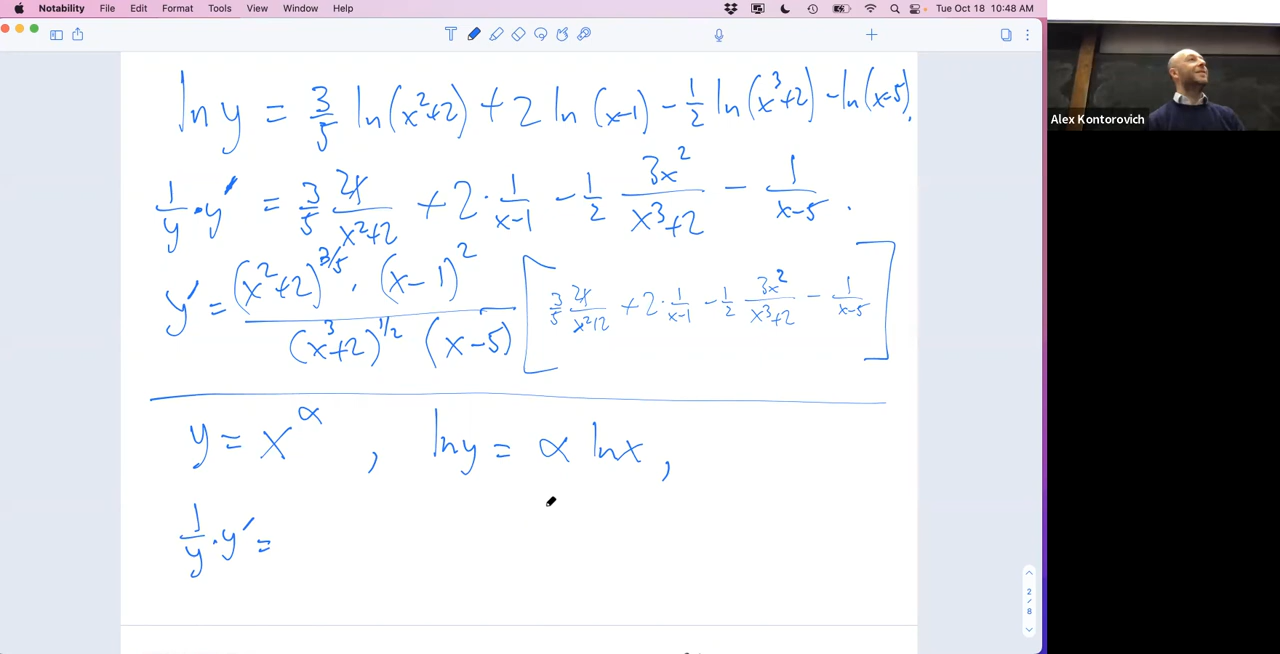 Notability File Edit Format Tools View Window Help Tue Oct 18 10:48 AM
ln y = 3/5 ln(x²+2) + 2 ln (x-1) - 1/2 ln(x³+2) - ln(x-5).
1/y · y' = 3/5 2x/(x²+2) + 2 · 1/(x-1) - 1/2 3x²/(x³+2) - 1/(x-5) .
y' = (x²+2)^(3/5) · (x-1)² / (x³+2)^(1/2) (x-5) [ 3/5 2x/(x²+2) + 2 · 1/(x-1) - 1/2 3x²/(x³+2) - 1/(x-5) ]
y = x^α , ln y = α ln x ,
1/y · y' =
2 / 8
Alex Kontorovich